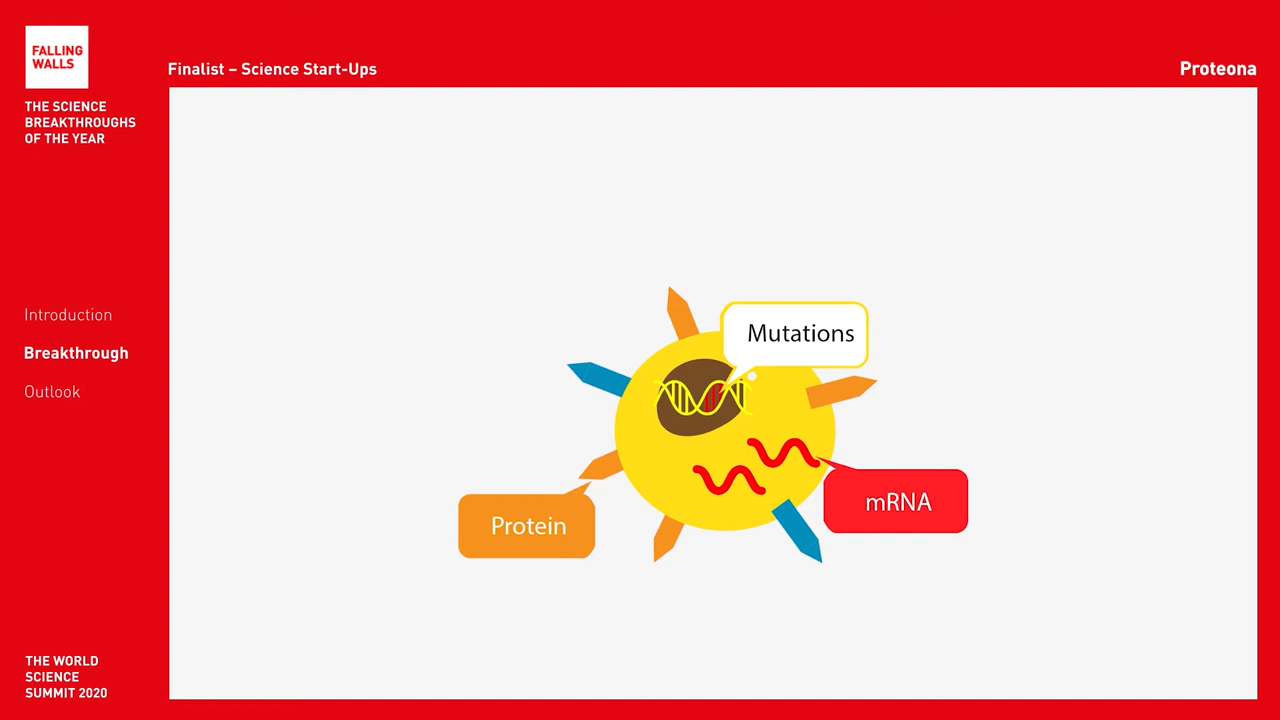 FALLING
WALLS
THE SCIENCE
BREAKTHROUGHS
OF THE YEAR
Finalist – Science Start-Ups
Proteona
Introduction
Breakthrough
Outlook
Mutations
mRNA
Protein
THE WORLD
SCIENCE
SUMMIT 2020